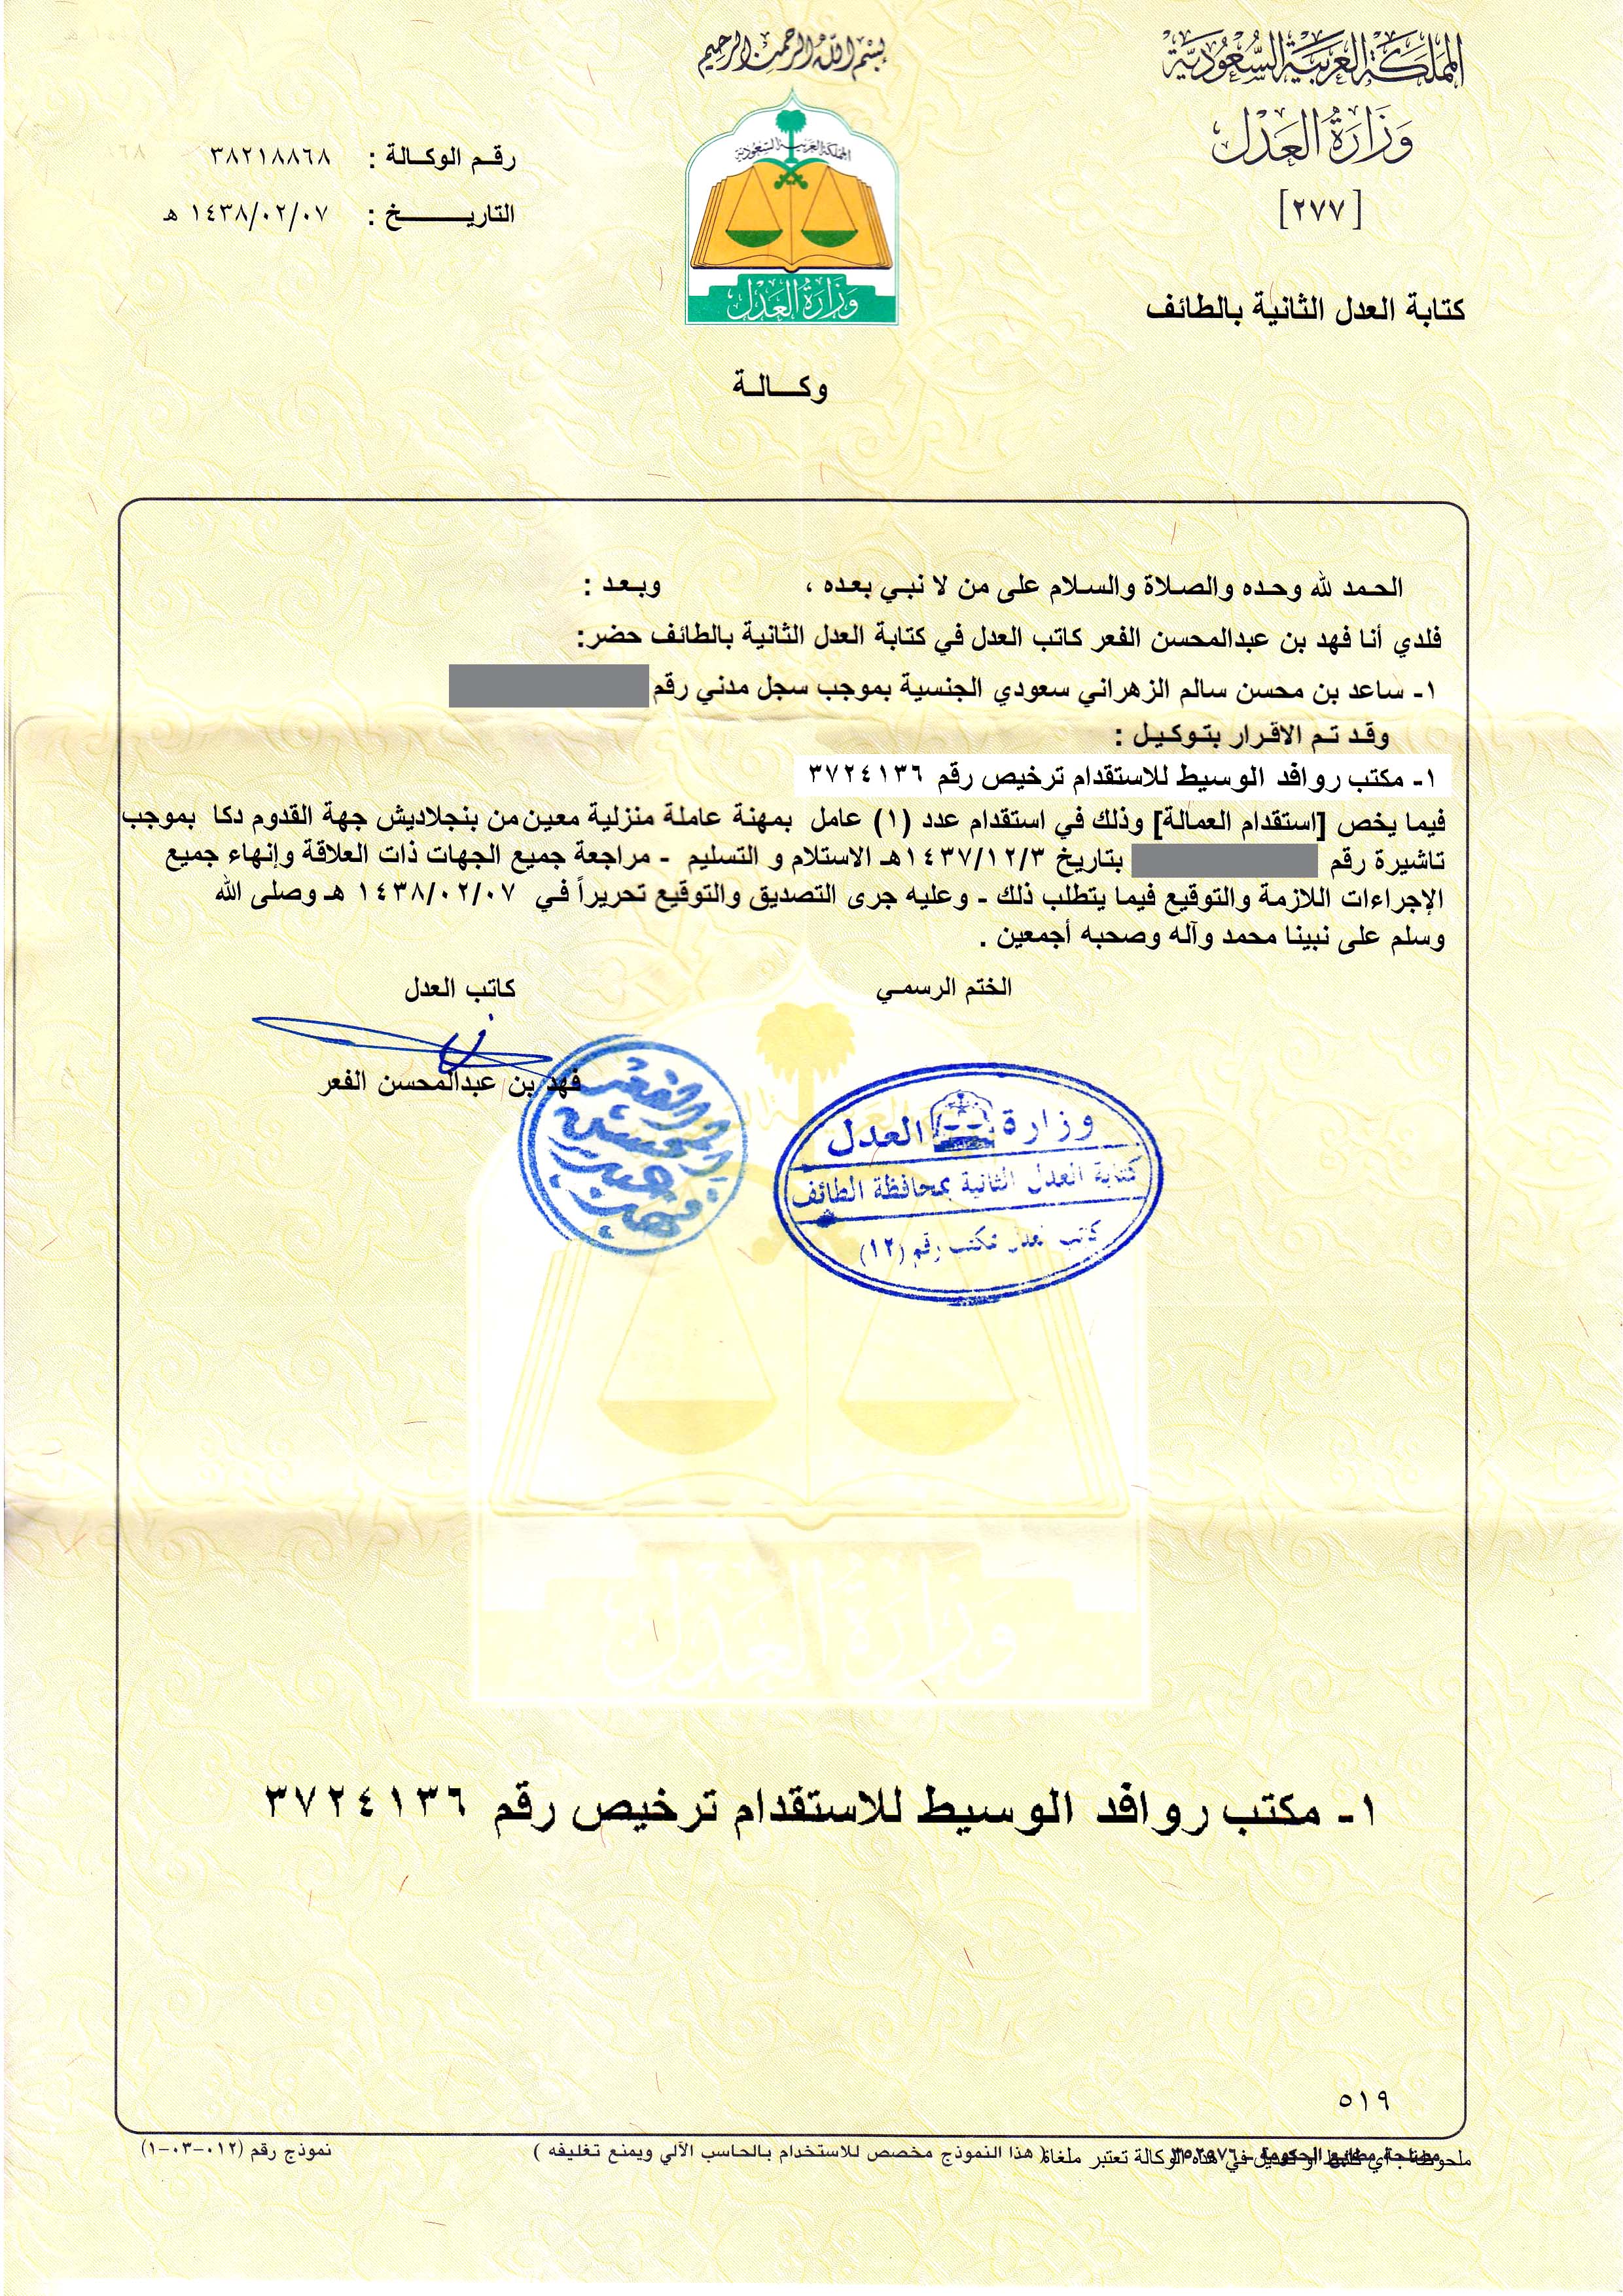 بسم الله الرحمن الرحيم
المملكة العربية السعودية
وزارة العدل
[٢٧٧]
كتابة العدل الثانية بالطائف
المملكة العربية السعودية
وزارة العدل
رقم الوكالة : ٣٨٢١٨٨٦٨
التاريخ : ١٤٣٨/٠٢/٠٧ هـ
وكالة
الحمد لله وحده والصلاة والسلام على من لا نبي بعده ، وبعد :
فلدي أنا فهد بن عبدالمحسن الفعر كاتب العدل في كتابة العدل الثانية بالطائف حضر:
١- ساعد بن محسن سالم الزهراني سعودي الجنسية بموجب سجل مدني رقم
وقد تم الاقرار بتوكيل :
١- مكتب روافد الوسيط للاستقدام ترخيص رقم ٣٧٢٤١٣٦
فيما يخص [استقدام العمالة] وذلك في استقدام عدد (١) عامل بمهنة عاملة منزلية معين من بنجلاديش جهة القدوم دكا بموجب
تاشيرة رقم بتاريخ ١٤٣٧/١٢/٣هـ الاستلام و التسليم - مراجعة جميع الجهات ذات العلاقة وإنهاء جميع
الإجراءات اللازمة والتوقيع فيما يتطلب ذلك - وعليه جرى التصديق والتوقيع تحريراً في ١٤٣٨/٠٢/٠٧ هـ وصلى الله
وسلم على نبينا محمد وآله وصحبه أجمعين .
الختم الرسمي
كاتب العدل
فهد بن عبدالمحسن الفعر
فهد بن عبدالمحسن الفعر
وزارة العدل
كتابة العدل الثانية بمحافظة الطائف
كاتب عدل مكتب رقم (١٢)
وزارة العدل
١- مكتب روافد الوسيط للاستقدام ترخيص رقم ٣٧٢٤١٣٦
٥١٩
في هذه الوكالة تعتبر ملغاة ( هذا النموذج مخصص للاستخدام بالحاسب الآلي ويمنع تغليفه )
نموذج رقم (٠١٢-٠٣-١)